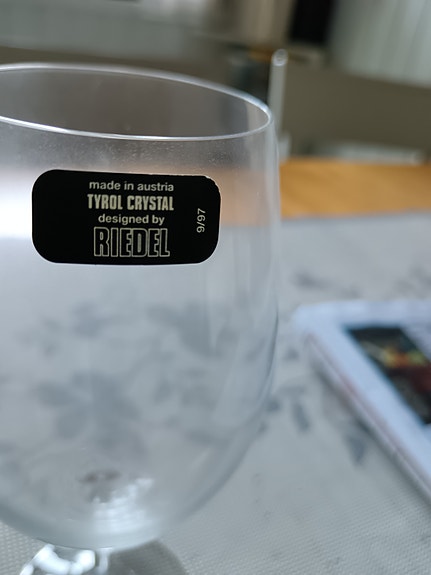 made in austria
TYROL CRYSTAL
designed by
RIEDEL
9/97